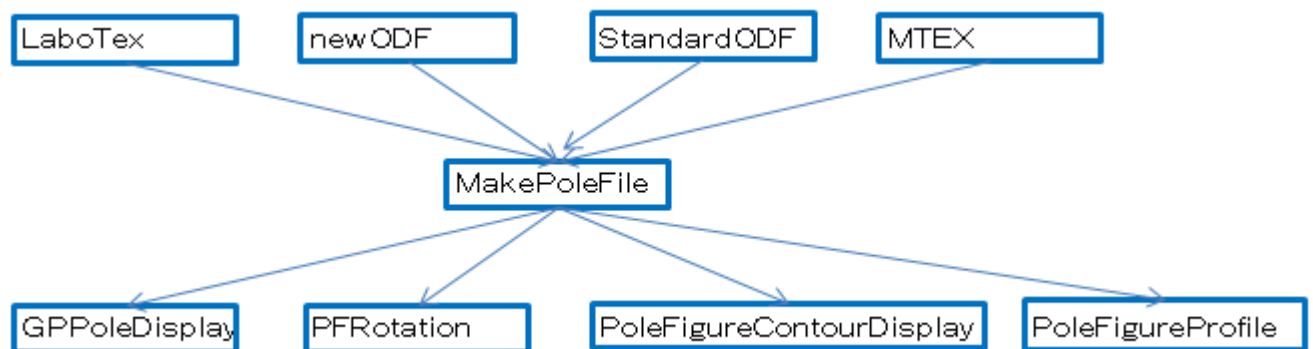 LaboTex
newODF
StandardODF
MTEX
MakePoleFile
GPPoleDisplay
PFRotation
PoleFigureContourDisplay
PoleFigureProfile